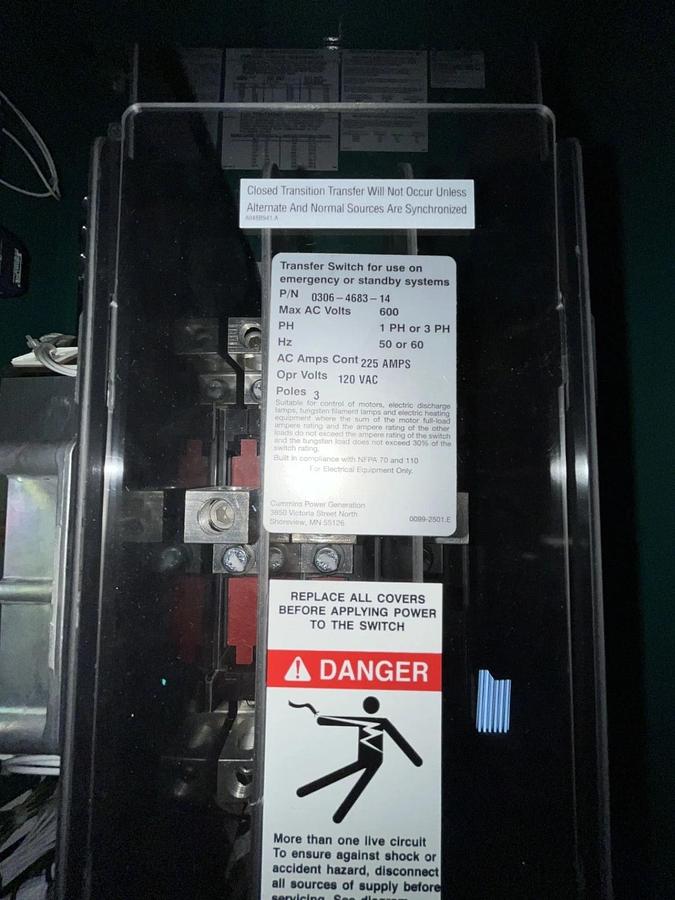 Closed Transition Transfer Will Not Occur Unless
Alternate And Normal Sources Are Synchronized
Transfer Switch for use on
emergency or standby systems
P/N 0306-4683-14
Max AC Volts 600
PH 1 PH or 3 PH
Hz 50 or 60
AC Amps Cont 225 AMPS
Opr Volts 120 VAC
Poles 3
Suitable for control of motors, electric discharge
lamps, tungsten filament lamps and electric heating
equipment where the sum of the motor full-load
ampere rating and the ampere rating of the other
loads do not exceed the ampere rating of the switch
and the tungsten load does not exceed 30% of the
switch rating.
Built in compliance with NFPA 70 and 110
For Electrical Equipment Only.
Cummins Power Generation
3850 Victoria Street North
Shoreview, MN 55126
0099-2501.E
REPLACE ALL COVERS
BEFORE APPLYING POWER
TO THE SWITCH
DANGER
More than one live circuit
To ensure against shock or
accident hazard, disconnect
all sources of supply before
servicing. See diagram